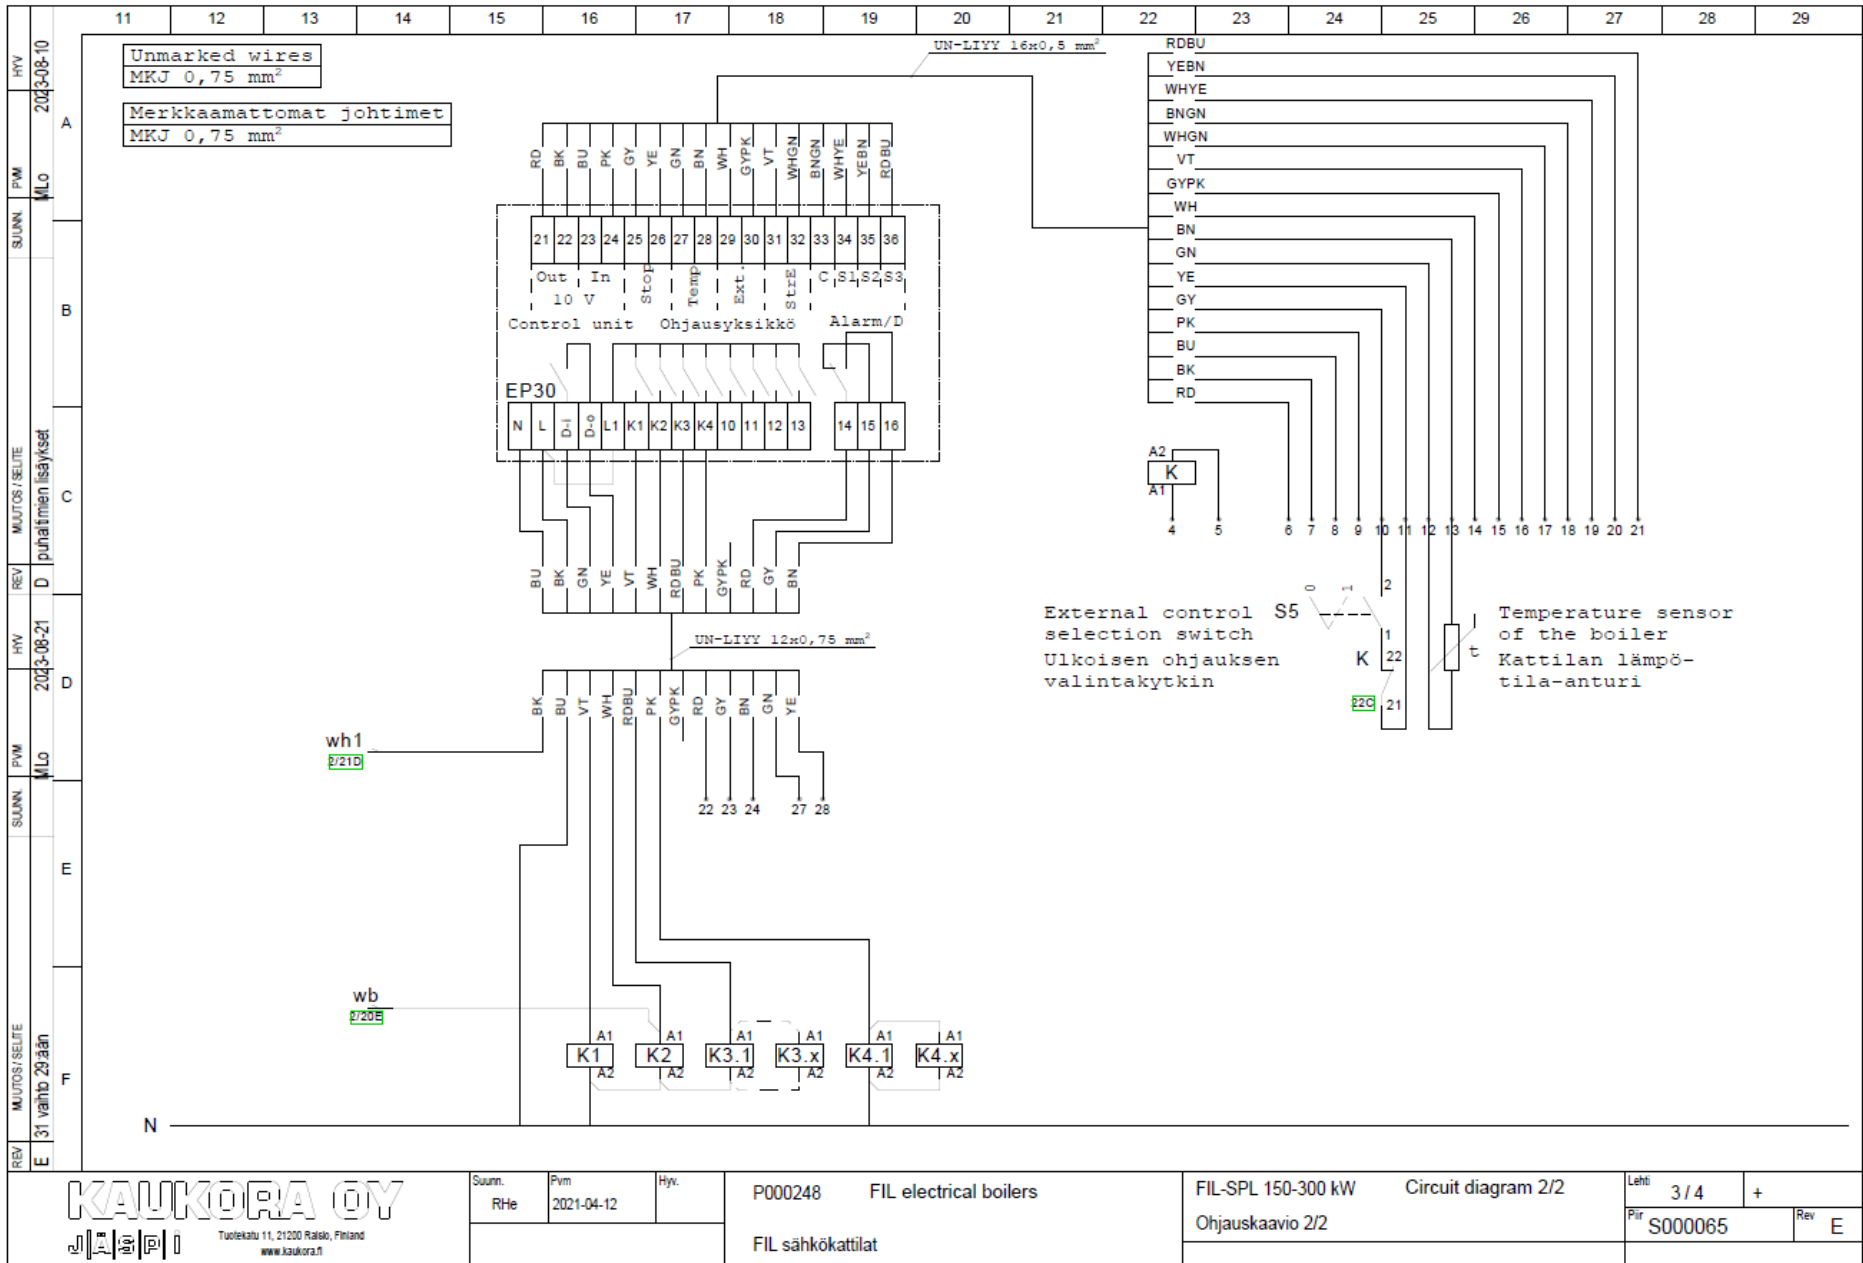 11 12 13 14 15 16 17 18 19 20 21 22 23 24 25 26 27 28 29
Unmarked wires
MKJ 0,75 mm²
Merkkaamattomat johtimet
MKJ 0,75 mm²
UN-LIYY 16x0,5 mm²
RD BK BU PK GY YE GN BN WH GYPK VT WHGN BNGN WHYE YEBN RDBU
21 22 23 24 25 26 27 28 29 30 31 32 33 34 35 36
Out In Stop Temp Ext. StrE C S1 S2 S3
10 V
Control unit Ohjausyksikkö Alarm/D
EP30
N L D-i D-o L1 K1 K2 K3 K4 10 11 12 13 14 15 16
BU BK GN YE VT WH RDBU PK GYPK RD GY BN
UN-LIYY 12x0,75 mm²
BK BU VT WH RDBU PK GYPK RD GY BN GN YE
wh1
2/21D
22 23 24 27 28
wb
2/20E
A1 A1 A1 A1 A1 A1
K1 K2 K3.1 K3.x K4.1 K4.x
A2 A2 A2 A2 A2 A2
N
RDBU
YEBN
WHYE
BNGN
WHGN
VT
GYPK
WH
BN
GN
YE
GY
PK
BU
BK
RD
A2
K
A1
4 5 6 7 8 9 10 11 12 13 14 15 16 17 18 19 20 21
External control
selection switch
Ulkoisen ohjauksen
valintakytkin
S5
0 1 2
1
K 22
22C 21
t
Temperature sensor
of the boiler
Kattilan lämpö-
tila-anturi
A
B
C
D
E
F
HYV 2023-08-10
PVM
SUUNN. MLo
MUUTOS / SELITE puhaltimien lisäykset
REV D
HYV 2023-08-21
PVM
SUUNN. MLo
MUUTOS / SELITE 31 vaihto 29:ään
REV E
KAUKORA OY
JÄSPI
Tuotekatu 11, 21200 Raisio, Finland
www.kaukora.fi
Suunn. Pvm Hyv.
RHe 2021-04-12
P000248 FIL electrical boilers
FIL sähkökattilat
FIL-SPL 150-300 kW Circuit diagram 2/2
Ohjauskaavio 2/2
Lehti 3 / 4 +
Piir S000065 Rev E